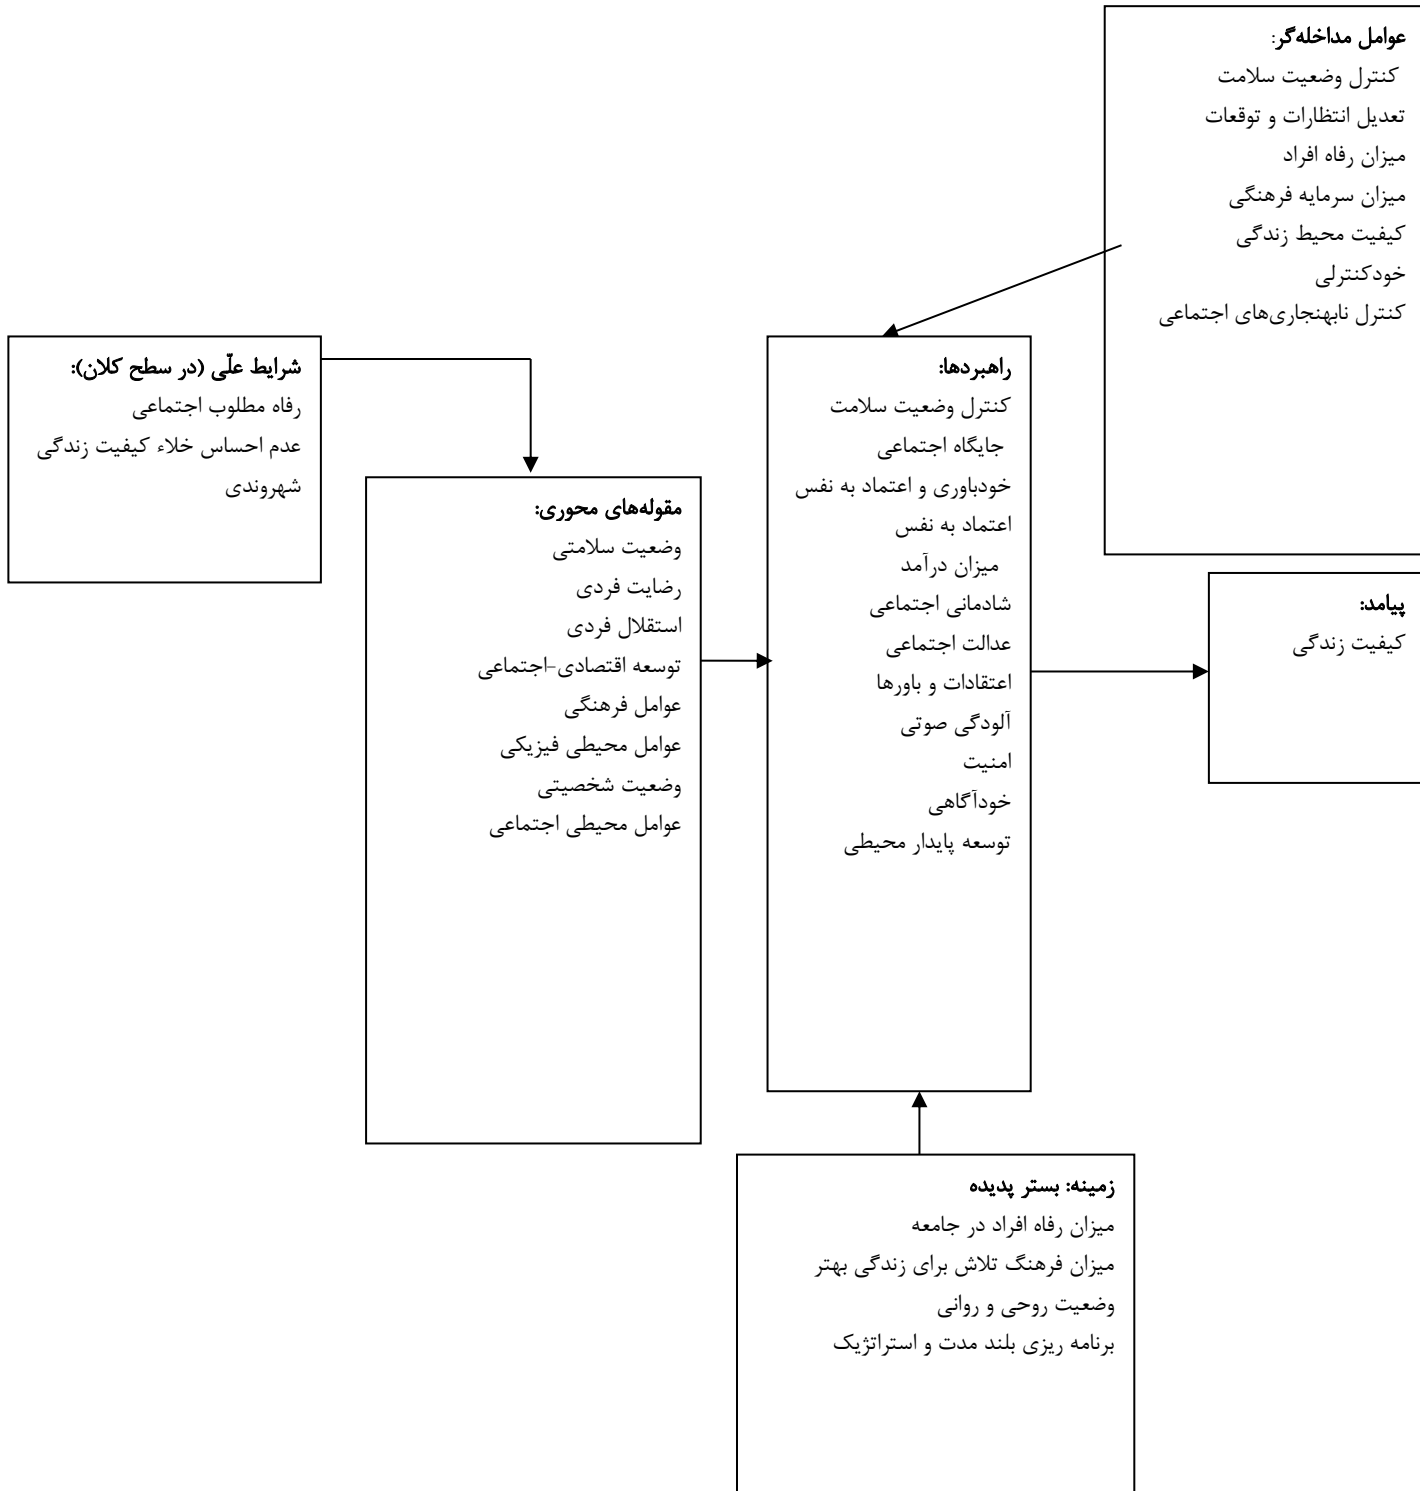 عوامل مداخله‌گر:
کنترل وضعیت سلامت
تعدیل انتظارات و توقعات
میزان رفاه افراد
میزان سرمایه فرهنگی
کیفیت محیط زندگی
خودکنترلی
کنترل نابهنجاری‌های اجتماعی
شرایط علّی (در سطح کلان):
رفاه مطلوب اجتماعی
عدم احساس خلاء کیفیت زندگی
شهروندی
مقوله‌های محوری:
وضعیت سلامتی
رضایت فردی
استقلال فردی
توسعه اقتصادی-اجتماعی
عوامل فرهنگی
عوامل محیطی فیزیکی
وضعیت شخصیتی
عوامل محیطی اجتماعی
راهبردها:
کنترل وضعیت سلامت
جایگاه اجتماعی
خودباوری و اعتماد به نفس
اعتماد به نفس
میزان درآمد
شادمانی اجتماعی
عدالت اجتماعی
اعتقادات و باورها
آلودگی صوتی
امنیت
خودآگاهی
توسعه پایدار محیطی
پیامد:
کیفیت زندگی
زمینه: بستر پدیده
میزان رفاه افراد در جامعه
میزان فرهنگ تلاش برای زندگی بهتر
وضعیت روحی و روانی
برنامه ریزی بلند مدت و استراتژیک